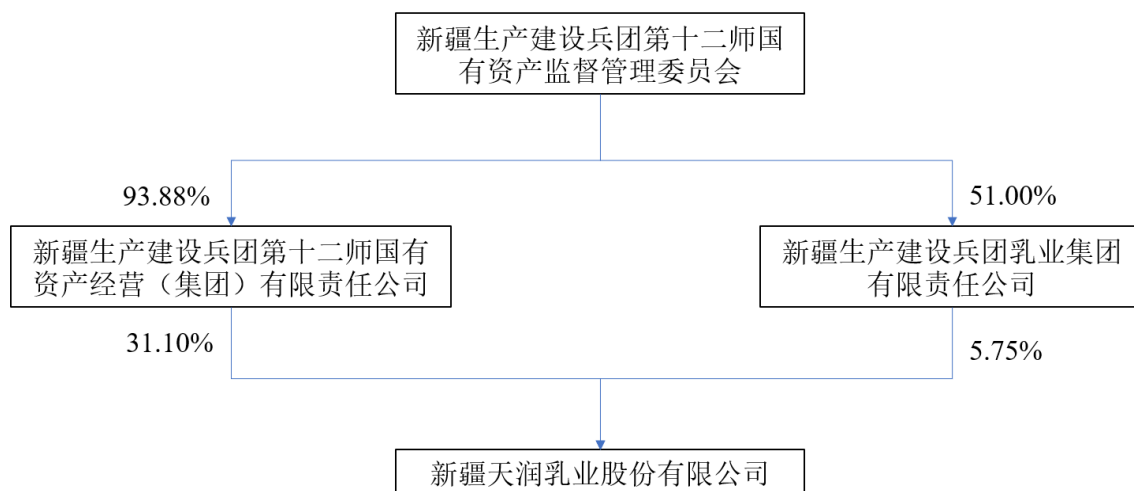 新疆生产建设兵团第十二师国
有资产监督管理委员会
93.88%
51.00%
新疆生产建设兵团第十二师国有
资产经营（集团）有限责任公司
新疆生产建设兵团乳业集团
有限责任公司
31.10%
5.75%
新疆天润乳业股份有限公司